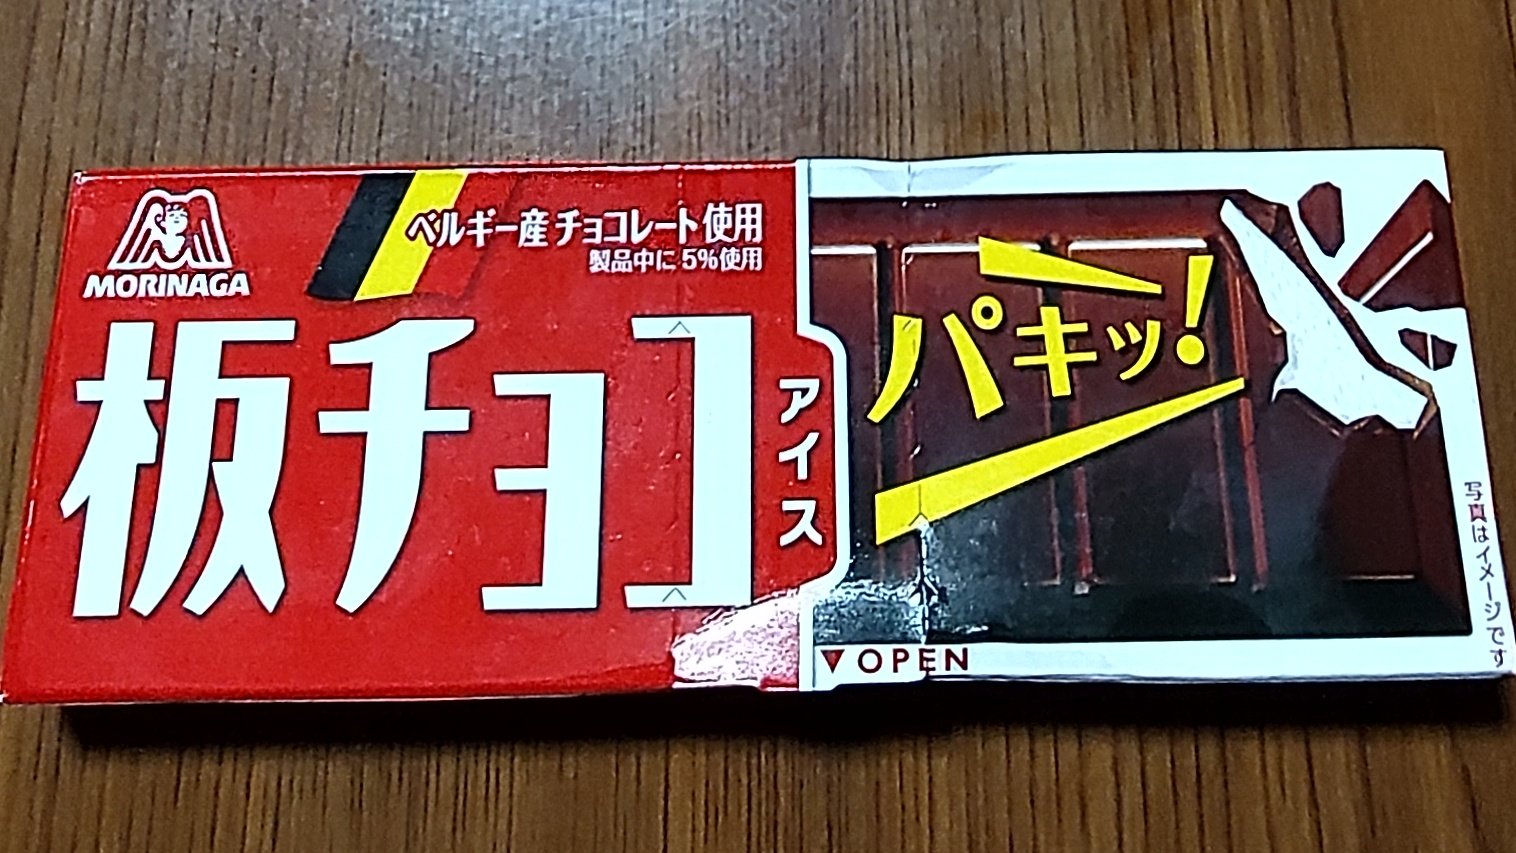 MORINAGA
ベルギー産チョコレート使用
製品中に5%使用
板チョコ
アイス
パキッ!
▼OPEN
写真はイメージです